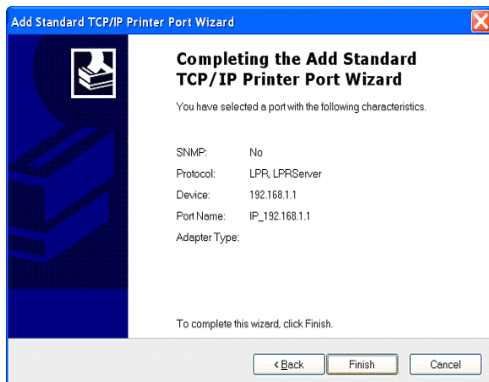 Add Standard TCP/IP Printer Port Wizard
Completing the Add Standard
TCP/IP Printer Port Wizard
You have selected a port with the following characteristics.
SNMP: No
Protocol: LPR, LPRServer
Device: 192.168.1.1
Port Name: IP_192.168.1.1
Adapter Type:
To complete this wizard, click Finish.
< Back Finish Cancel